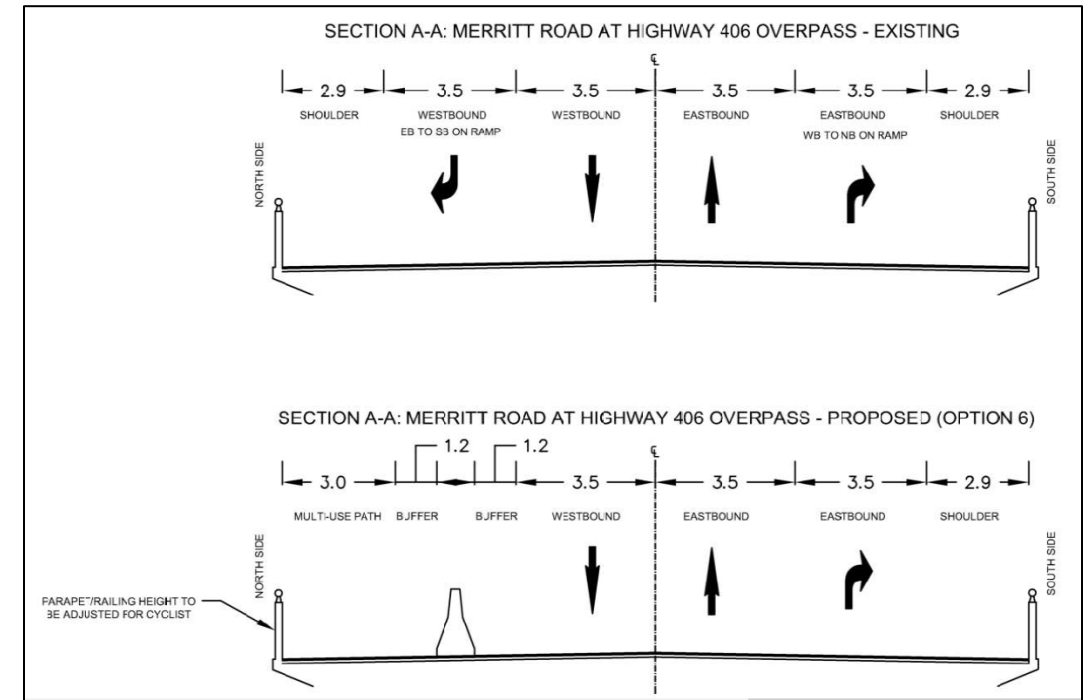 SECTION A-A: MERRITT ROAD AT HIGHWAY 406 OVERPASS - EXISTING
℄
2.9 3.5 3.5 3.5 3.5 2.9
SHOULDER WESTBOUND WESTBOUND EASTBOUND EASTBOUND SHOULDER
EB TO SB ON RAMP WB TO NB ON RAMP
NORTH SIDE
SOUTH SIDE
SECTION A-A: MERRITT ROAD AT HIGHWAY 406 OVERPASS - PROPOSED (OPTION 6)
1.2 1.2
℄
3.0 3.5 3.5 3.5 2.9
MULTI-USE PATH BUFFER BUFFER WESTBOUND EASTBOUND EASTBOUND SHOULDER
NORTH SIDE
SOUTH SIDE
PARAPET/RAILING HEIGHT TO
BE ADJUSTED FOR CYCLIST